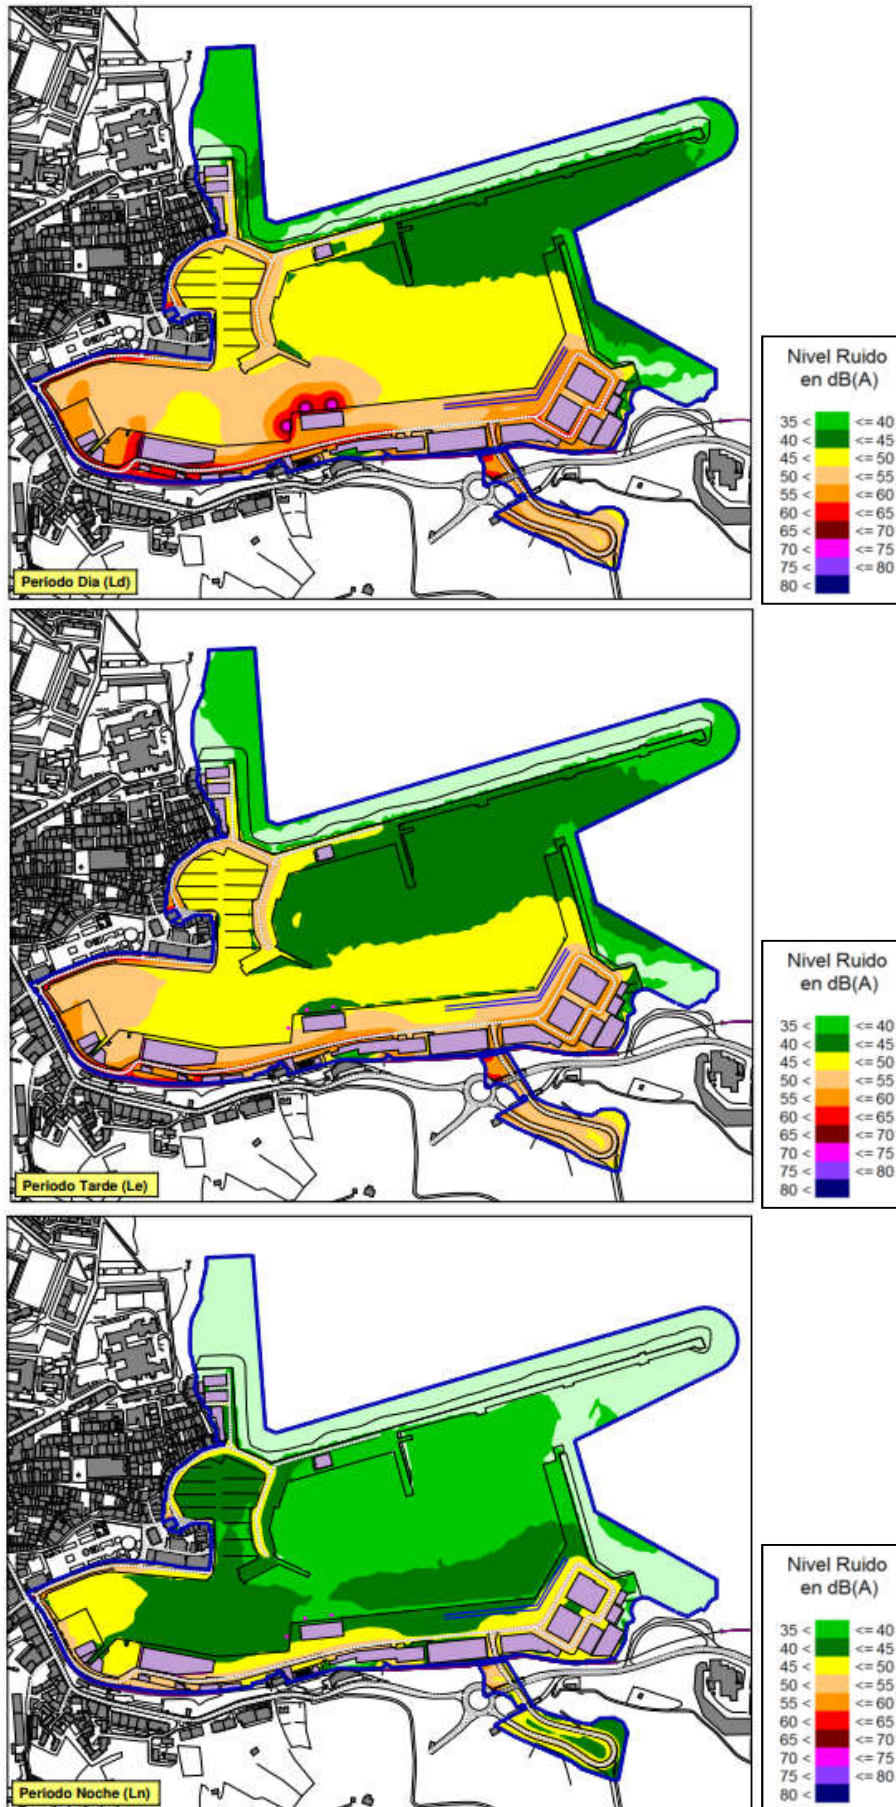 Nivel Ruido
en dB(A)
35 < <= 40
40 < <= 45
45 < <= 50
50 < <= 55
55 < <= 60
60 < <= 65
65 < <= 70
70 < <= 75
75 < <= 80
80 <
Periodo Dia (Ld)
Nivel Ruido
en dB(A)
35 < <= 40
40 < <= 45
45 < <= 50
50 < <= 55
55 < <= 60
60 < <= 65
65 < <= 70
70 < <= 75
75 < <= 80
80 <
Periodo Tarde (Le)
Nivel Ruido
en dB(A)
35 < <= 40
40 < <= 45
45 < <= 50
50 < <= 55
55 < <= 60
60 < <= 65
65 < <= 70
70 < <= 75
75 < <= 80
80 <
Periodo Noche (Ln)